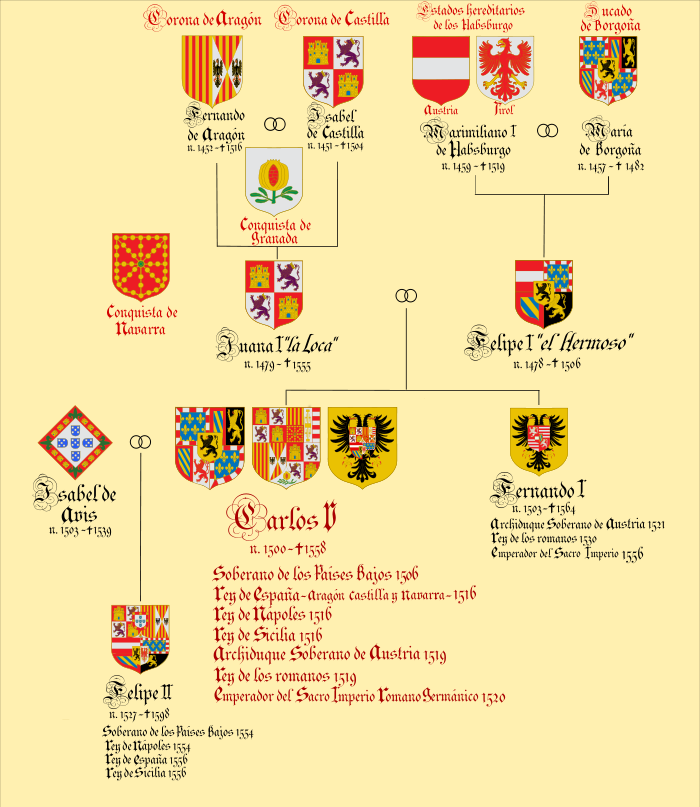 Corona de Aragón
Corona de Castilla
Estados hereditarios
de los Habsburgo
Ducado
de Borgoña
Austria
Tirol
Fernando
de Aragón
n. 1452 - ✝1516
Isabel
de Castilla
n. 1451 - ✝1504
Maximiliano I
de Habsburgo
n. 1459 - ✝1519
María
de Borgoña
n. 1457 - ✝ 1482
Conquista de
Granada
Conquista de
Navarra
Juana I "la Loca"
n. 1479 - ✝1555
Felipe I "el Hermoso"
n. 1478 - ✝1506
Isabel de
Avis
n. 1503 - ✝1539
Carlos V
n. 1500 - ✝1558
Soberano de los Países Bajos 1506
Rey de España - Aragón Castilla y Navarra - 1516
Rey de Nápoles 1516
Rey de Sicilia 1516
Archiduque Soberano de Austria 1519
Rey de los romanos 1519
Emperador del Sacro Imperio Romano Germánico 1520
Fernando I
n. 1503 - ✝1564
Archiduque Soberano de Austria 1521
Rey de los romanos 1530
Emperador del Sacro Imperio 1556
Felipe II
n. 1527 - ✝1598
Soberano de los Países Bajos 1554
Rey de Nápoles 1554
Rey de España 1556
Rey de Sicilia 1556